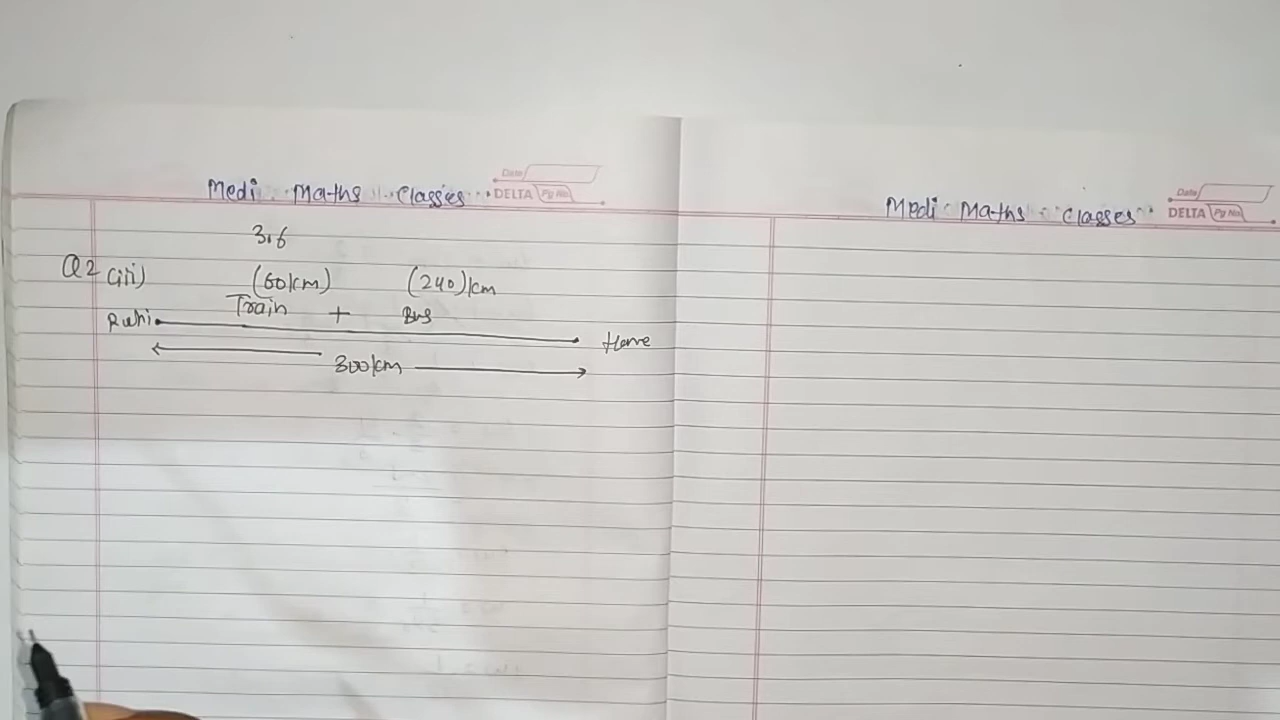 Date
Medi Maths Classes DELTA Pg No.
3.6
Q2 (iii) (60km) (240)km
Train + Bus
Ruhi Home
300km
Date
Medi Maths Classes DELTA Pg No.